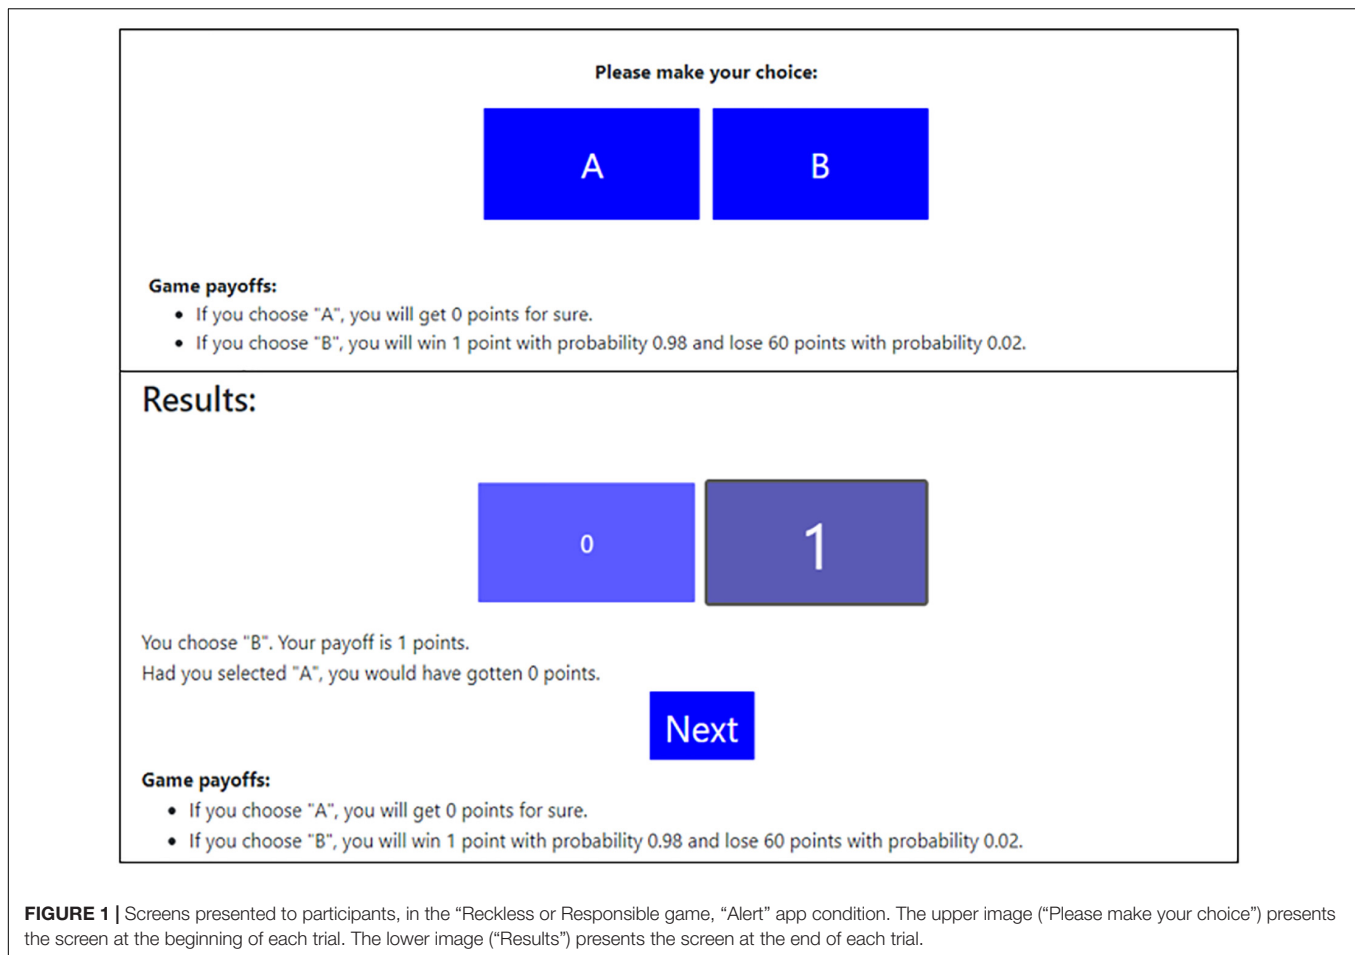 Please make your choice:
A
B
Game payoffs:
• If you choose "A", you will get 0 points for sure.
• If you choose "B", you will win 1 point with probability 0.98 and lose 60 points with probability 0.02.
Results:
0
1
You choose "B". Your payoff is 1 points.
Had you selected "A", you would have gotten 0 points.
Next
Game payoffs:
• If you choose "A", you will get 0 points for sure.
• If you choose "B", you will win 1 point with probability 0.98 and lose 60 points with probability 0.02.
FIGURE 1 | Screens presented to participants, in the “Reckless or Responsible game, “Alert” app condition. The upper image (“Please make your choice”) presents
the screen at the beginning of each trial. The lower image (“Results”) presents the screen at the end of each trial.